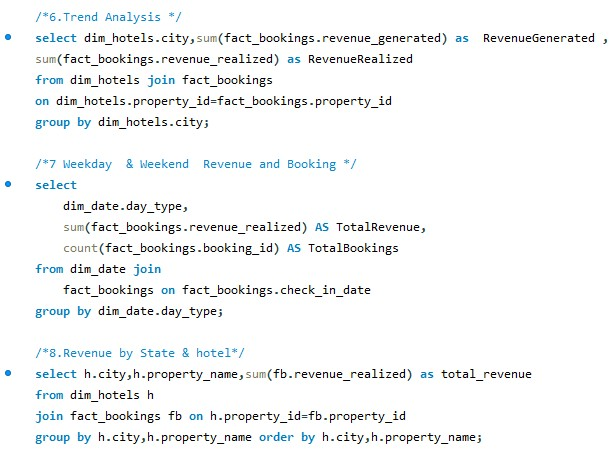 /*6.Trend Analysis */
select dim_hotels.city,sum(fact_bookings.revenue_generated) as  RevenueGenerated ,
sum(fact_bookings.revenue_realized) as RevenueRealized
from dim_hotels join fact_bookings
on dim_hotels.property_id=fact_bookings.property_id
group by dim_hotels.city;
/*7 Weekday  & Weekend  Revenue and Booking */
select
dim_date.day_type,
sum(fact_bookings.revenue_realized) AS TotalRevenue,
count(fact_bookings.booking_id) AS TotalBookings
from dim_date join
fact_bookings on fact_bookings.check_in_date
group by dim_date.day_type;
/*8.Revenue by State & hotel*/
select h.city,h.property_name,sum(fb.revenue_realized) as total_revenue
from dim_hotels h
join fact_bookings fb on h.property_id=fb.property_id
group by h.city,h.property_name order by h.city,h.property_name;